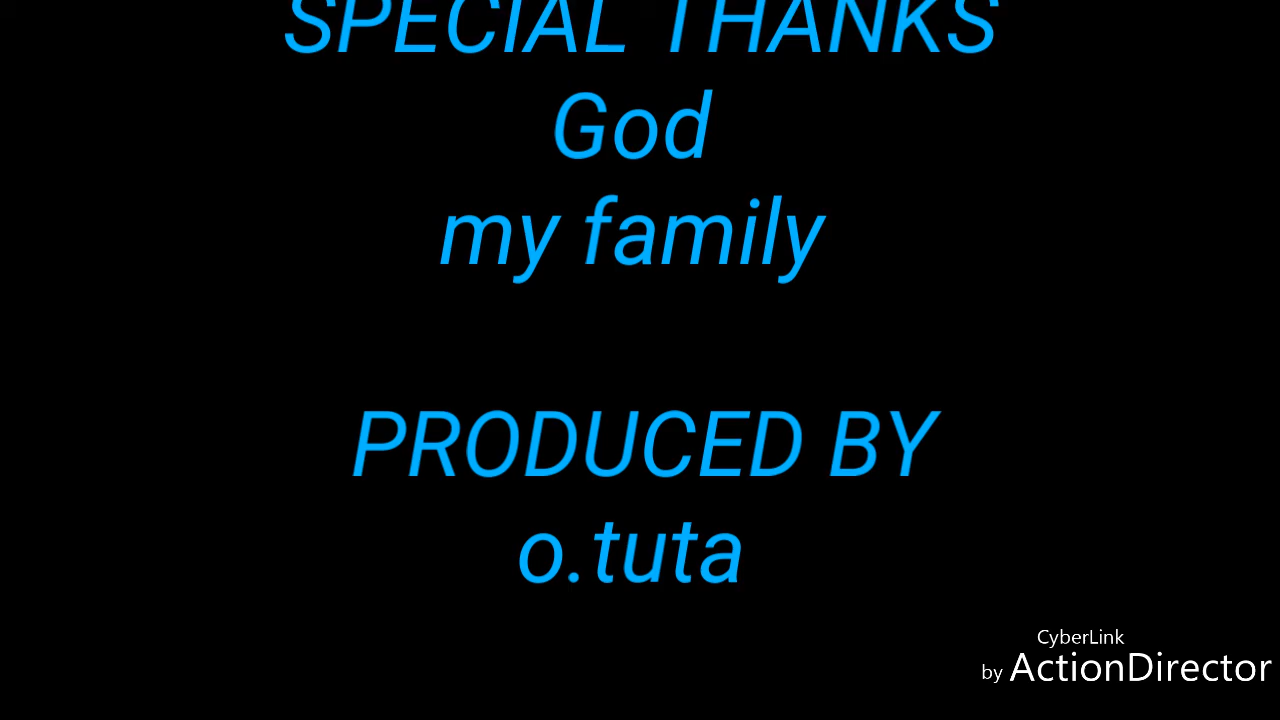 SPECIAL THANKS
God
my family
PRODUCED BY
o.tuta
CyberLink
by ActionDirector